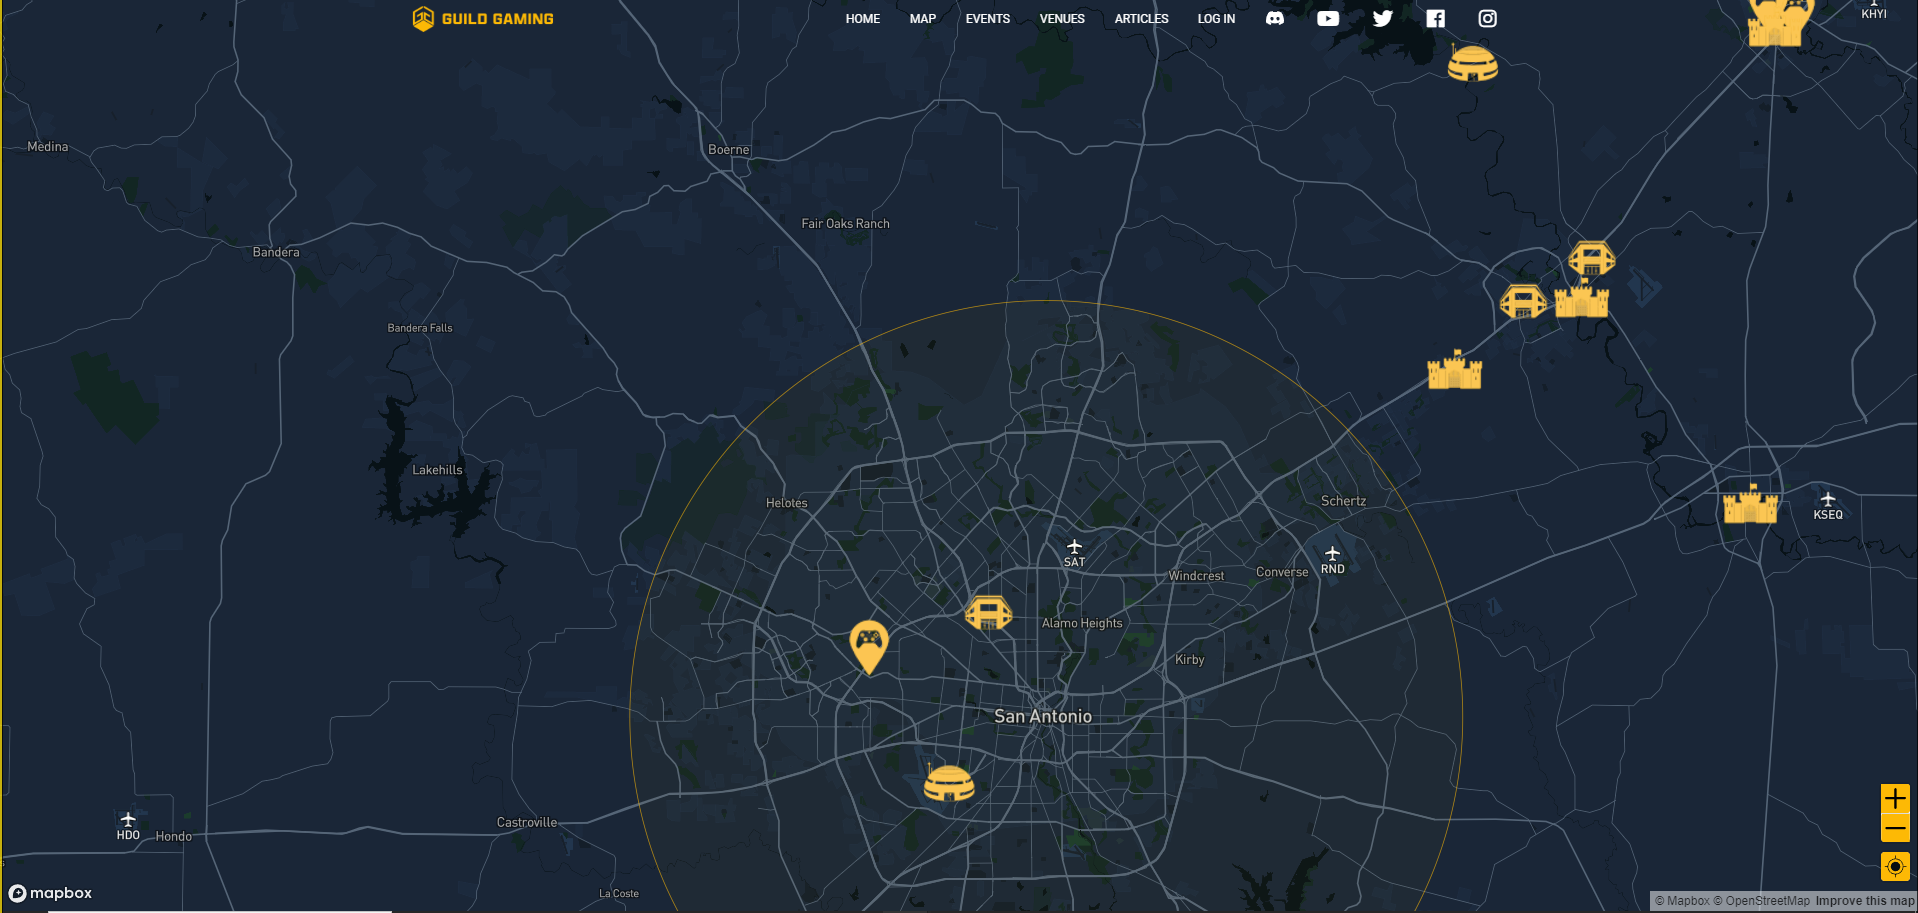 GUILD GAMING
HOME MAP EVENTS VENUES ARTICLES LOG IN
KHYI
Medina
Boerne
Fair Oaks Ranch
Bandera
Bandera Falls
Lakehills
Helotes
Schertz
KSEQ
SAT
RND
Windcrest
Converse
Alamo Heights
Kirby
San Antonio
Castroville
HDO
Hondo
La Coste
mapbox
© Mapbox © OpenStreetMap Improve this map